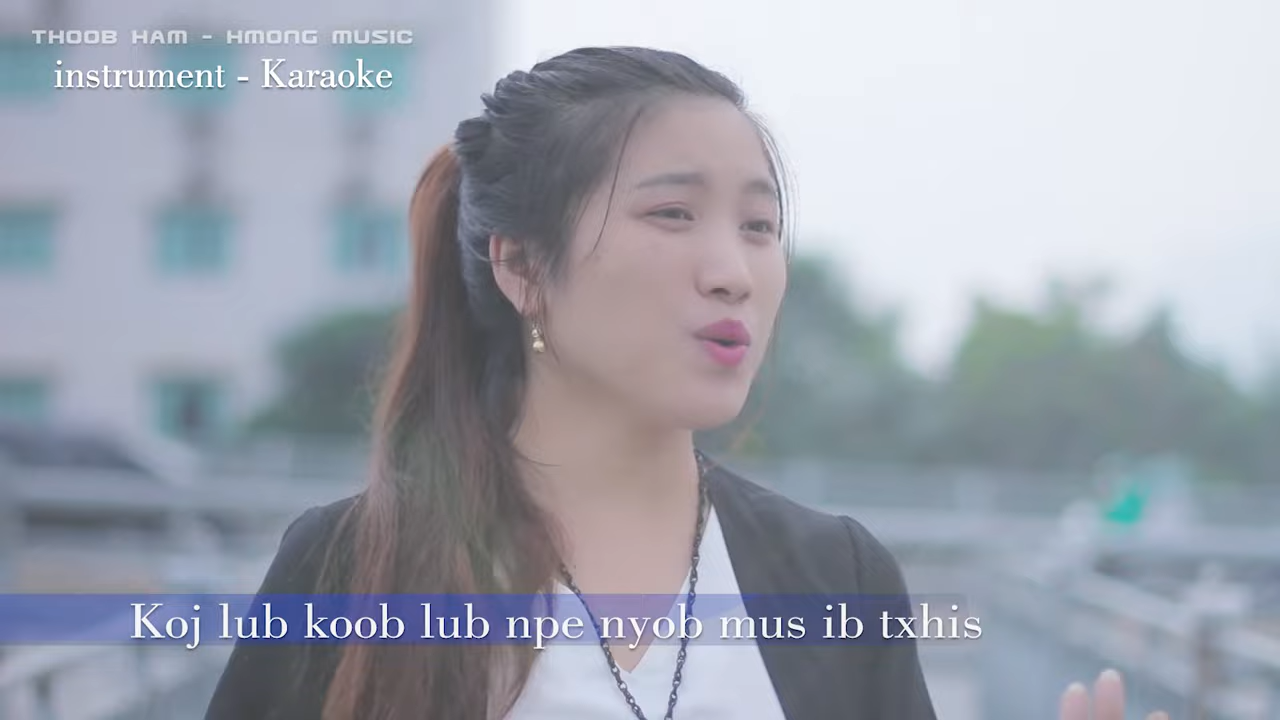 THOOB HAM - HMONG MUSIC
instrument - Karaoke
Koj lub koob lub npe nyob mus ib txhis